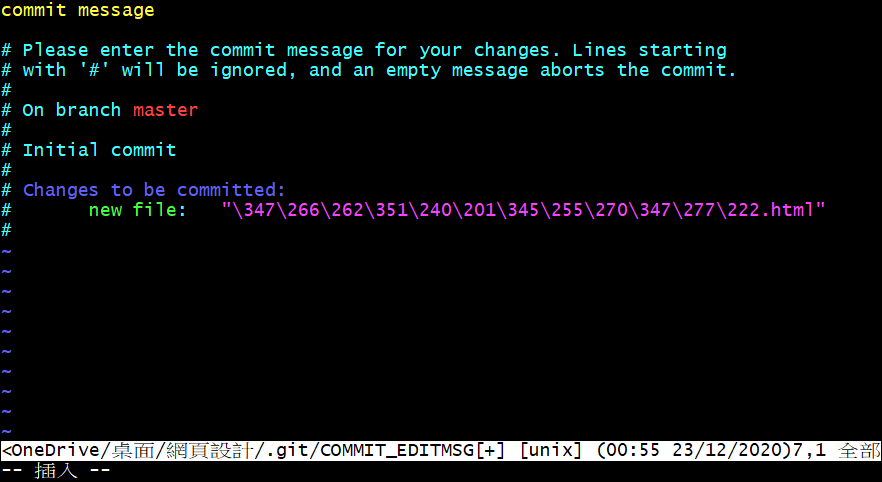 commit message
# Please enter the commit message for your changes. Lines starting
# with '#' will be ignored, and an empty message aborts the commit.
#
# On branch master
#
# Initial commit
#
# Changes to be committed:
#       new file:   "\347\266\262\351\240\201\345\255\270\347\277\222.html"
#
~
~
~
~
~
~
~
~
~
~
<OneDrive/桌面/網頁設計/.git/COMMIT_EDITMSG[+] [unix] (00:55 23/12/2020)7,1 全部
-- 插入 --